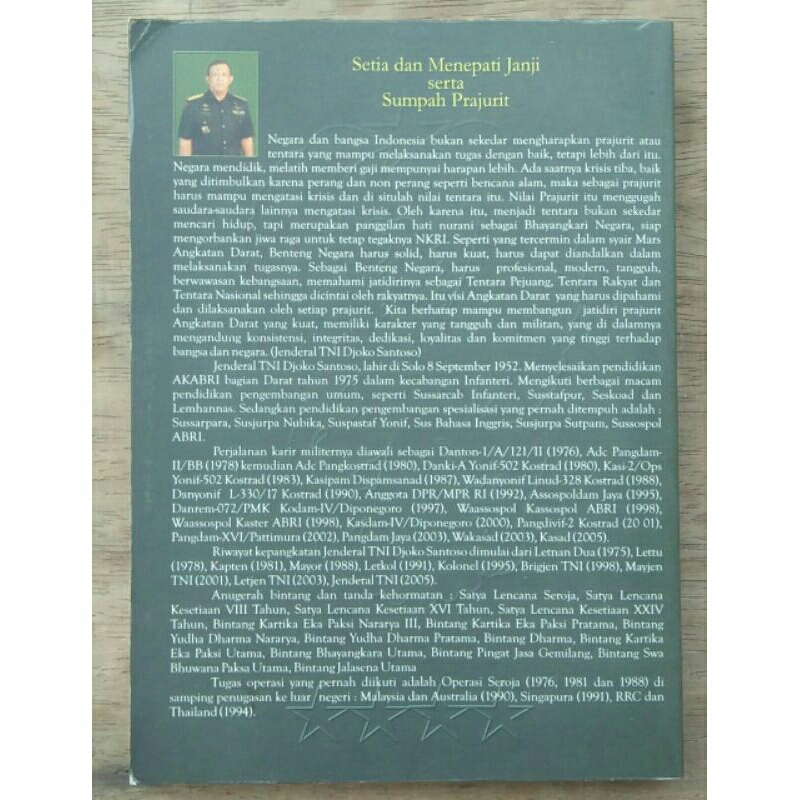 Setia dan Menepati Janji
serta
Sumpah Prajurit
Negara dan bangsa Indonesia bukan sekedar mengharapkan prajurit atau
tentara yang mampu melaksanakan tugas dengan baik, tetapi lebih dari itu.
Negara mendidik, melatih memberi gaji mempunyai harapan lebih. Ada saatnya krisis tiba, baik
yang ditimbulkan karena perang dan non perang seperti bencana alam, maka sebagai prajurit
harus mampu mengatasi krisis dan di situlah nilai tentara itu. Nilai Prajurit itu menggugah
saudara-saudara lainnya mengatasi krisis. Oleh karena itu, menjadi tentara bukan sekedar
mencari hidup, tapi merupakan panggilan hati nurani sebagai Bhayangkari Negara, siap
mengorbankan jiwa raga untuk tetap tegaknya NKRI. Seperti yang tercermin dalam syair Mars
Angkatan Darat, Benteng Negara harus solid, harus kuat, harus dapat diandalkan dalam
melaksanakan tugasnya. Sebagai Benteng Negara, harus profesional, modern, tangguh,
berwawasan kebangsaan, memahami jatidirinya sebagai Tentara Pejuang, Tentara Rakyat dan
Tentara Nasional sehingga dicintai oleh rakyatnya. Itu visi Angkatan Darat yang harus dipahami
dan dilaksanakan oleh setiap prajurit. Kita berharap mampu membangun jatidiri prajurit
Angkatan Darat yang kuat, memiliki karakter yang tangguh dan militan, yang di dalamnya
mengandung konsistensi, integritas, dedikasi, loyalitas dan komitmen yang tinggi terhadap
bangsa dan negara. (Jenderal TNI Djoko Santoso)
Jenderal TNI Djoko Santoso, lahir di Solo 8 September 1952. Menyelesaikan pendidikan
AKABRI bagian Darat tahun 1975 dalam kecabangan Infanteri. Mengikuti berbagai macam
pendidikan pengembangan umum, seperti Sussarcab Infanteri, Susstafpur, Seskoad dan
Lemhannas. Sedangkan pendidikan pengembangan spesialisasi yang pernah ditempuh adalah :
Sussarpara, Susjurpa Nubika, Suspastaf Yonif, Sus Bahasa Inggris, Susjurpa Sutpam, Sussospol
ABRI.
Perjalanan karir militernya diawali sebagai Danton-1/A/121/II (1976), Adc Pangdam-
II/BB (1978) kemudian Adc Pangkostrad (1980), Danki-A Yonif-502 Kostrad (1980), Kasi-2/Ops
Yonif-502 Kostrad (1983), Kasipam Dispamsanad (1987), Wadanyonif Linud-328 Kostrad (1988),
Danyonif L-330/17 Kostrad (1990), Anggota DPR/MPR RI (1992), Assospoldam Jaya (1995),
Danrem-072/PMK Kodam-IV/Diponegoro (1997), Waassospol Kassospol ABRI (1998),
Waassospol Kaster ABRI (1998), Kasdam-IV/Diponegoro (2000), Pangdivif-2 Kostrad (20 01),
Pangdam-XVI/Pattimura (2002), Pangdam Jaya (2003), Wakasad (2003), Kasad (2005).
Riwayat kepangkatan Jenderal TNI Djoko Santoso dimulai dari Letnan Dua (1975), Lettu
(1978), Kapten (1981), Mayor (1988), Letkol (1991), Kolonel (1995), Brigjen TNI (1998), Mayjen
TNI (2001), Letjen TNI (2003), Jenderal TNI (2005).
Anugerah bintang dan tanda kehormatan : Satya Lencana Seroja, Satya Lencana
Kesetiaan VIII Tahun, Satya Lencana Kesetiaan XVI Tahun, Satya Lencana Kesetiaan XXIV
Tahun, Bintang Kartika Eka Paksi Nararya III, Bintang Kartika Eka Paksi Pratama, Bintang
Yudha Dharma Nararya, Bintang Yudha Dharma Pratama, Bintang Dharma, Bintang Kartika
Eka Paksi Utama, Bintang Bhayangkara Utama, Bintang Pingat Jasa Gemilang, Bintang Swa
Bhuwana Paksa Utama, Bintang Jalasena Utama
Tugas operasi yang pernah diikuti adalah Operasi Seroja (1976, 1981 dan 1988) di
samping penugasan ke luar negeri : Malaysia dan Australia (1990), Singapura (1991), RRC dan
Thailand (1994).